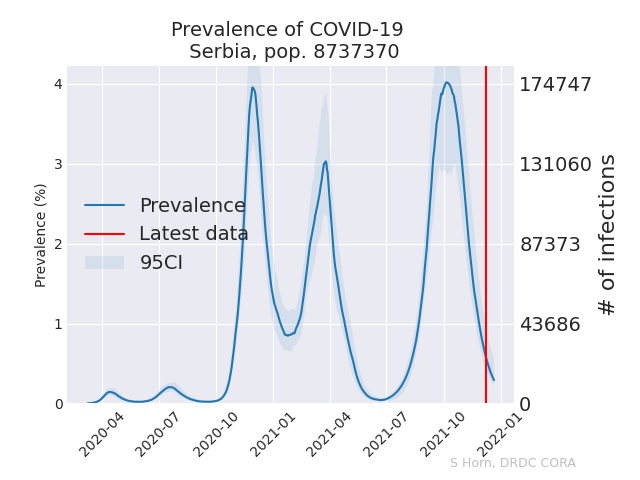 Prevalence of COVID-19
Serbia, pop. 8737370
4
3
2
1
0
Prevalence (%)
174747
131060
87373
43686
0
# of infections
Prevalence
Latest data
95CI
2020-04
2020-07
2020-10
2021-01
2021-04
2021-07
2021-10
2022-01
S Horn, DRDC CORA